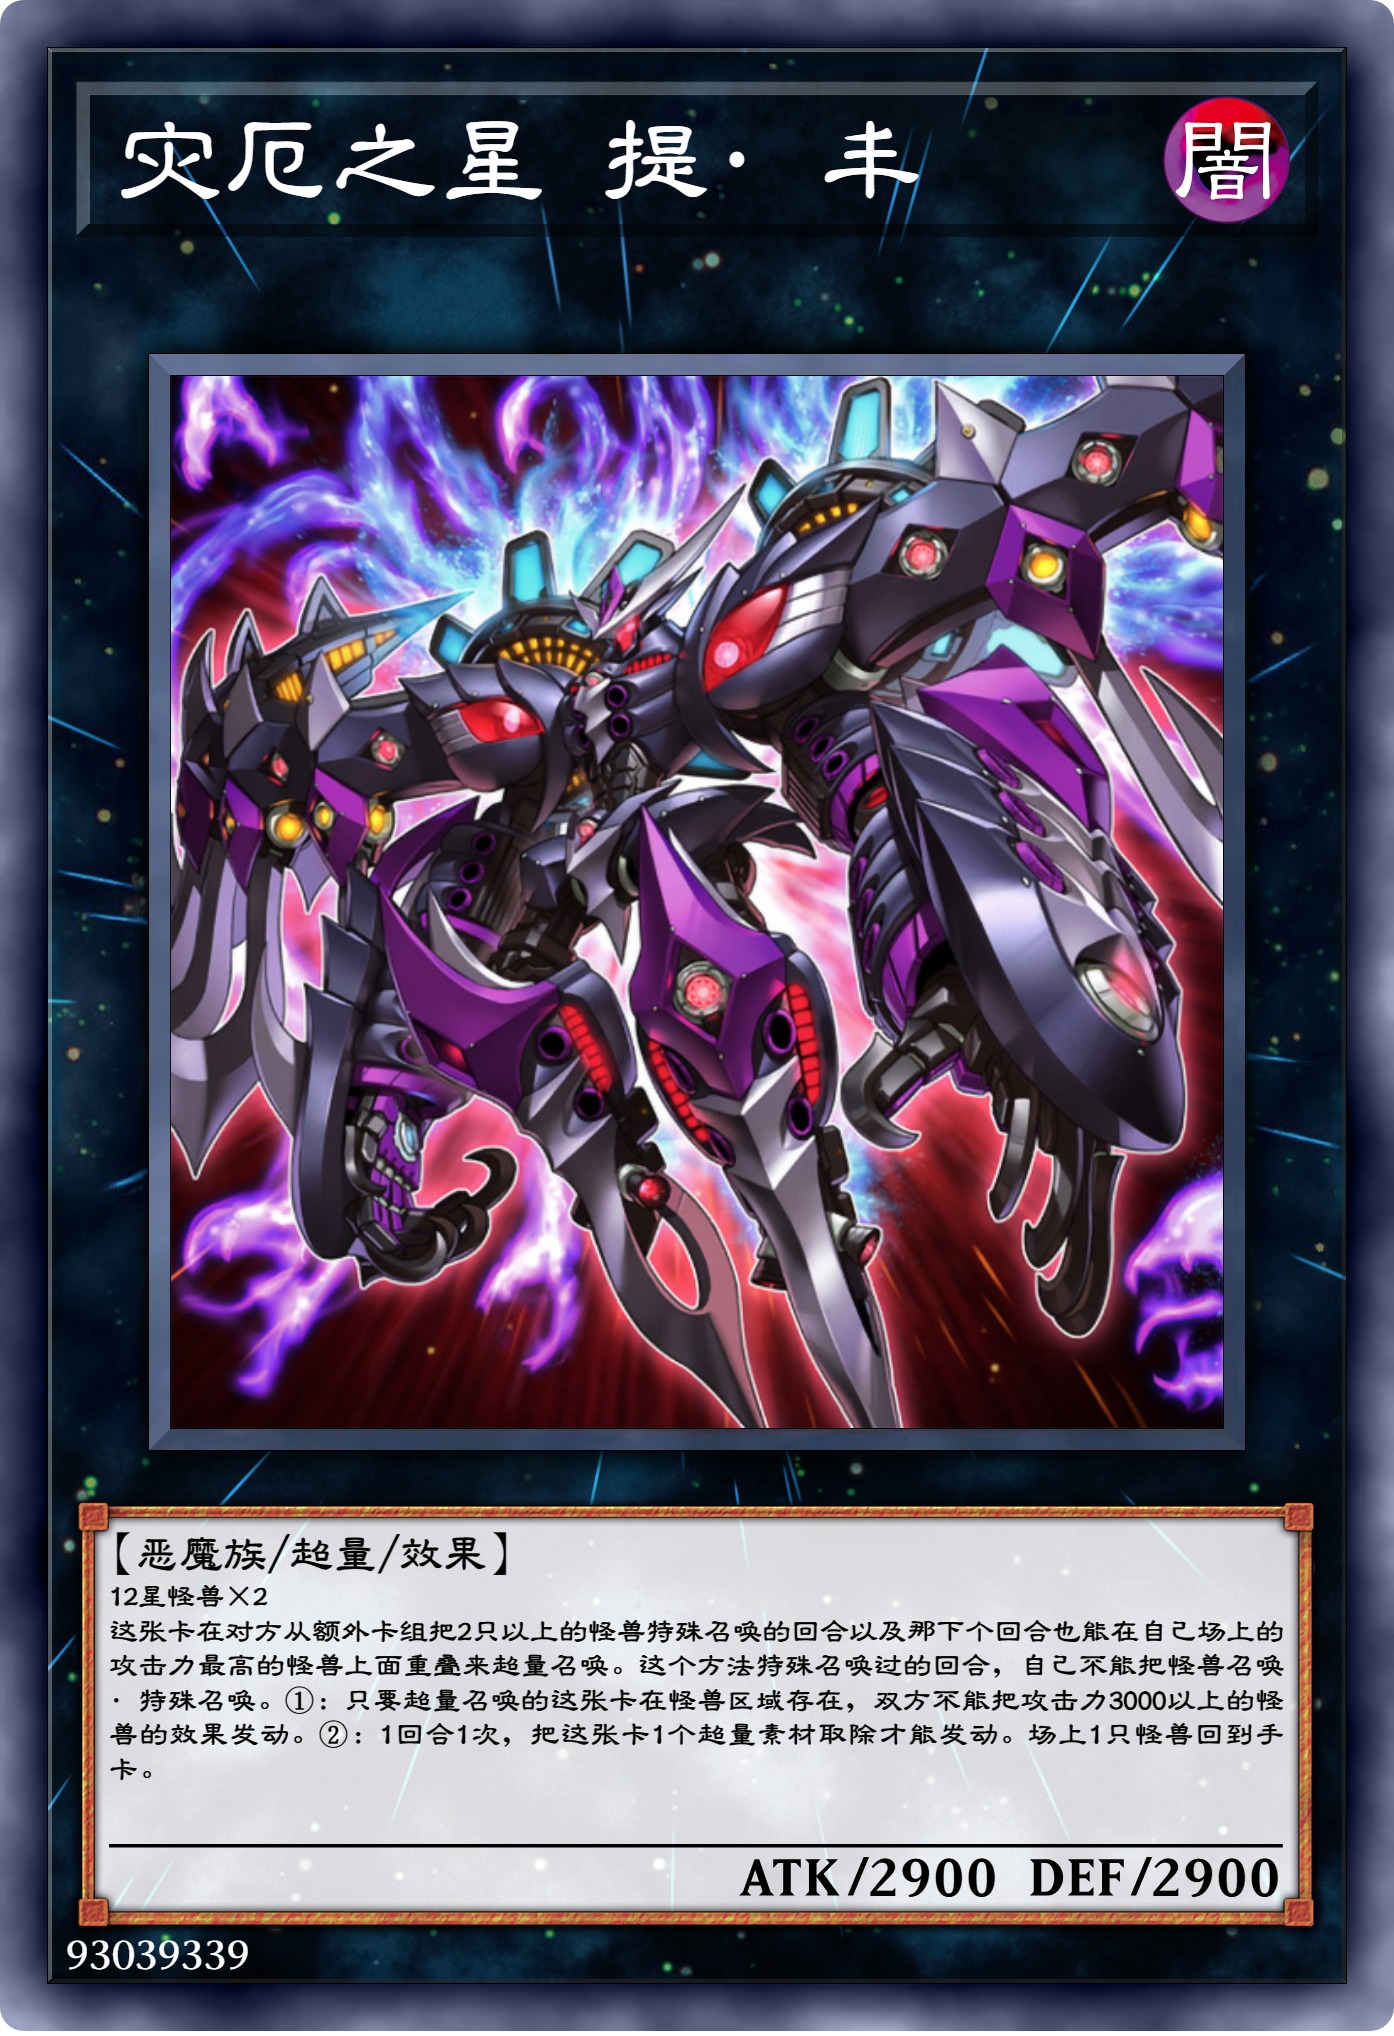 灾厄之星 提· 丰
闇
【恶魔族/超量/效果】
12星怪兽×2
这张卡在对方从额外卡组把2只以上的怪兽特殊召唤的回合以及那下个回合也能在自己场上的
攻击力最高的怪兽上面重叠来超量召唤。这个方法特殊召唤过的回合，自己不能把怪兽召唤
·特殊召唤。①：只要超量召唤的这张卡在怪兽区域存在，双方不能把攻击力3000以上的怪
兽的效果发动。②：1回合1次，把这张卡1个超量素材取除才能发动。场上1只怪兽回到手
卡。
ATK/2900 DEF/2900
93039339